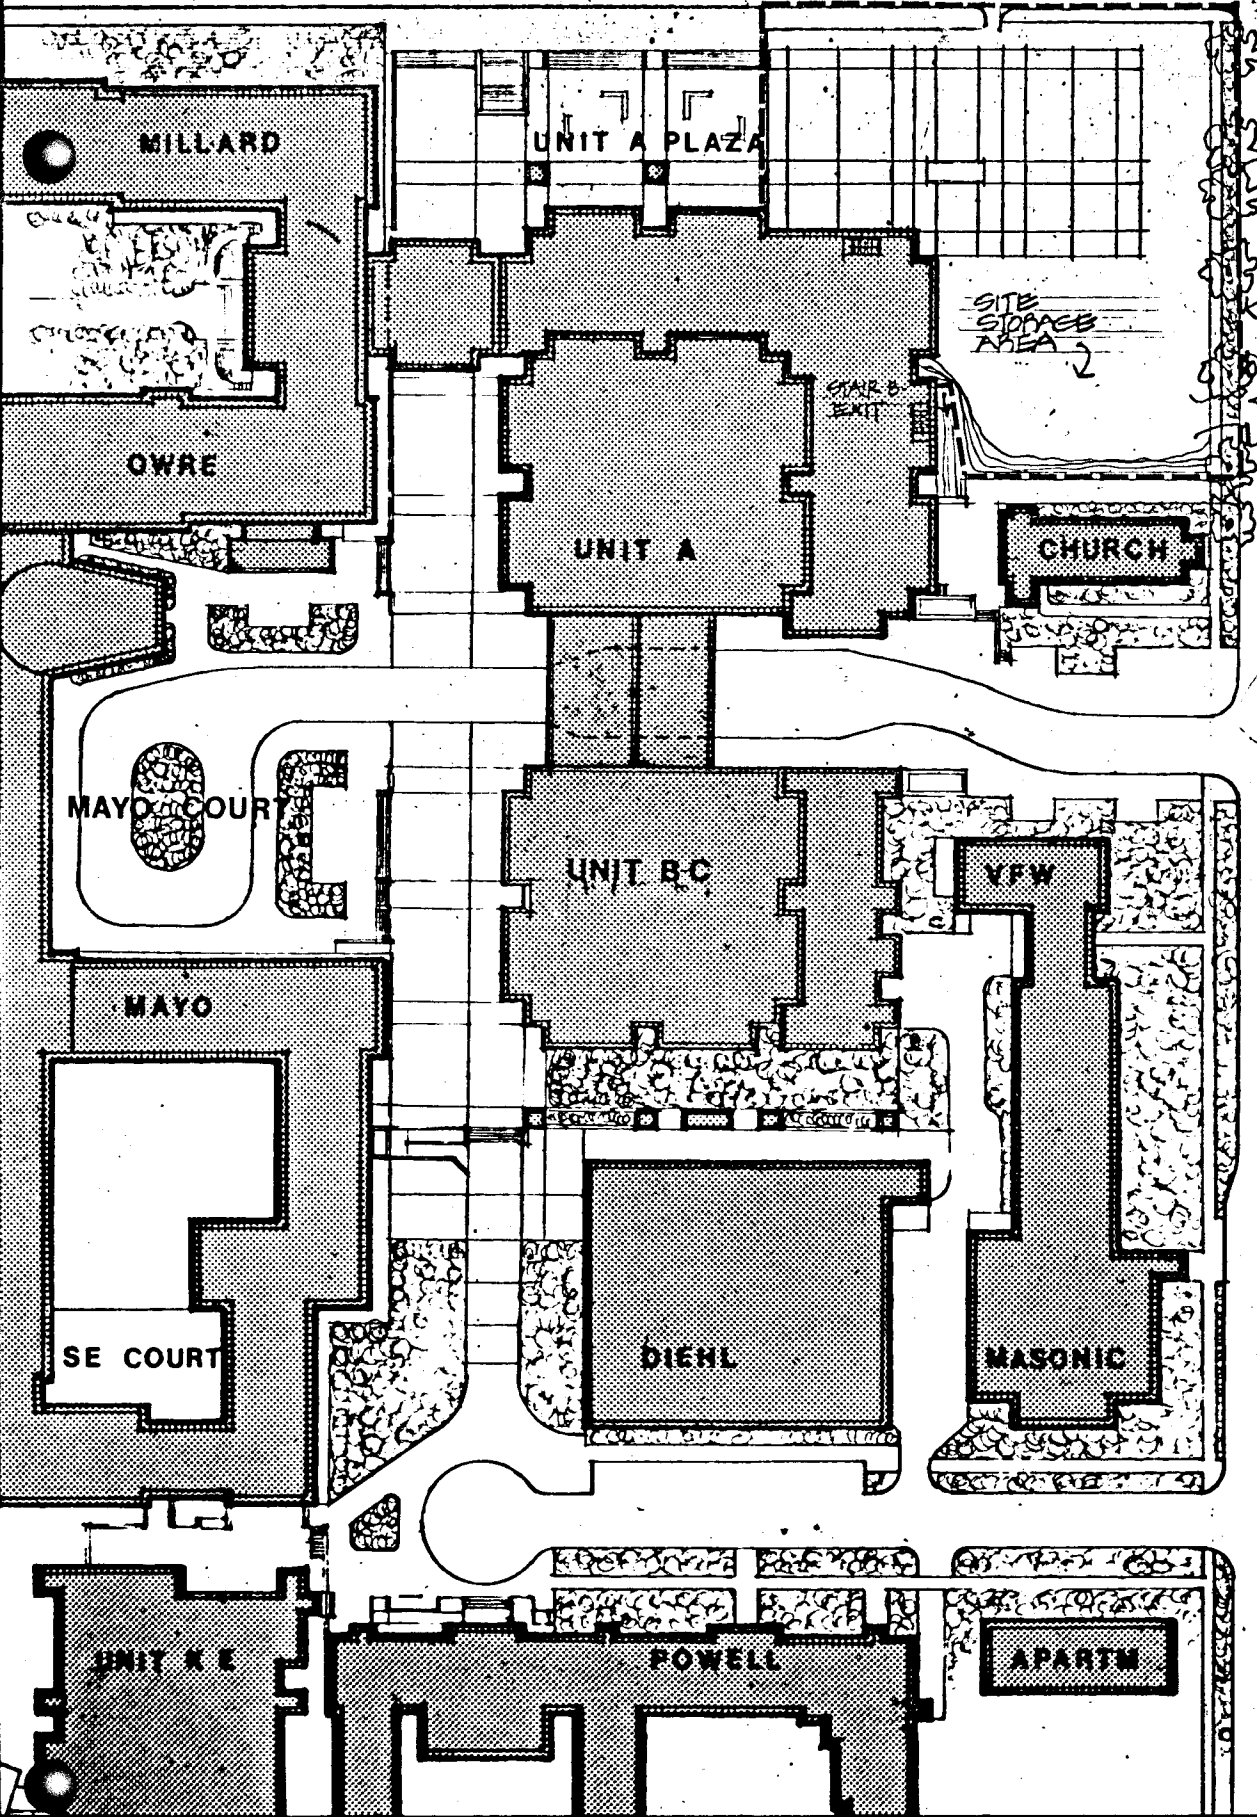 MILLARD
UNIT A PLAZA
SITE
STORAGE
AREA
STAIR B
EXIT
OWRE
UNIT A
CHURCH
MAYO COURT
UNIT B-C
VFW
MAYO
SE COURT
DIEHL
MASONIC
UNIT K E
POWELL
APARTM